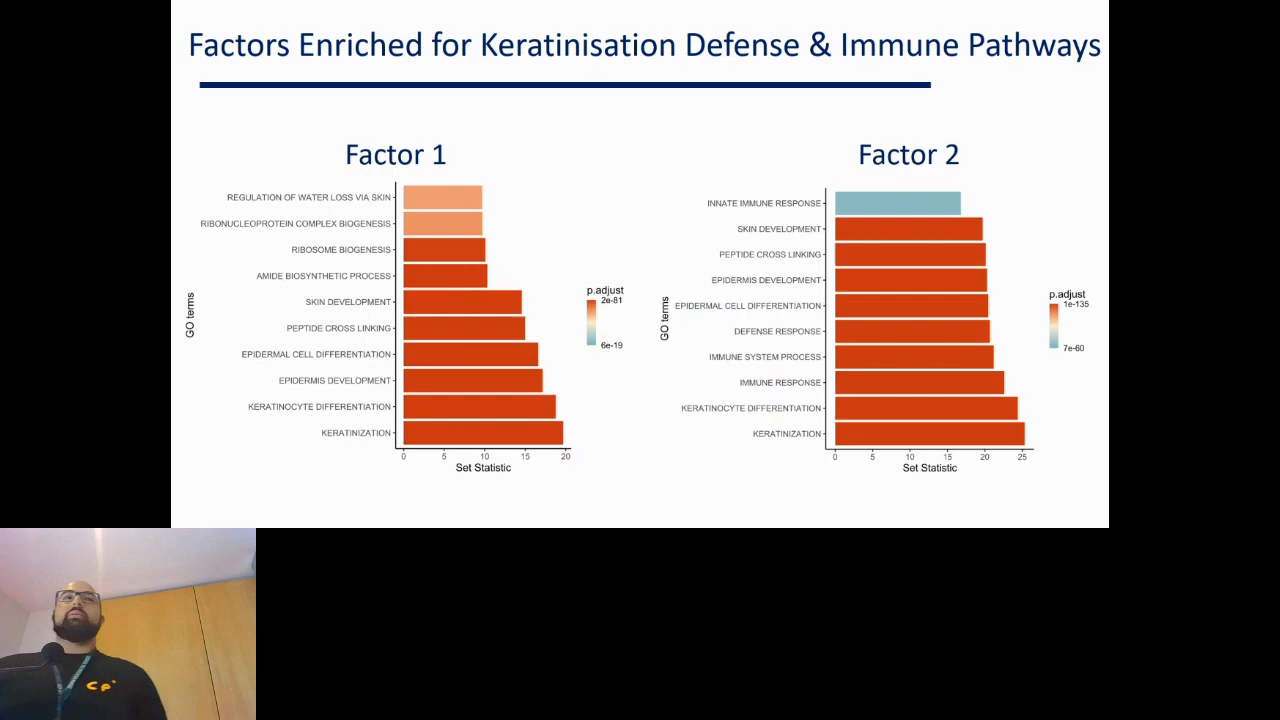 Factors Enriched for Keratinisation Defense & Immune Pathways
Factor 1
GO terms
REGULATION OF WATER LOSS VIA SKIN
RIBONUCLEOPROTEIN COMPLEX BIOGENESIS
RIBOSOME BIOGENESIS
AMIDE BIOSYNTHETIC PROCESS
SKIN DEVELOPMENT
PEPTIDE CROSS LINKING
EPIDERMAL CELL DIFFERENTIATION
EPIDERMIS DEVELOPMENT
KERATINOCYTE DIFFERENTIATION
KERATINIZATION
0 5 10 15 20
Set Statistic
p.adjust
2e-81
6e-19
Factor 2
GO terms
INNATE IMMUNE RESPONSE
SKIN DEVELOPMENT
PEPTIDE CROSS LINKING
EPIDERMIS DEVELOPMENT
EPIDERMAL CELL DIFFERENTIATION
DEFENSE RESPONSE
IMMUNE SYSTEM PROCESS
IMMUNE RESPONSE
KERATINOCYTE DIFFERENTIATION
KERATINIZATION
0 5 10 15 20 25
Set Statistic
p.adjust
1e-135
7e-60